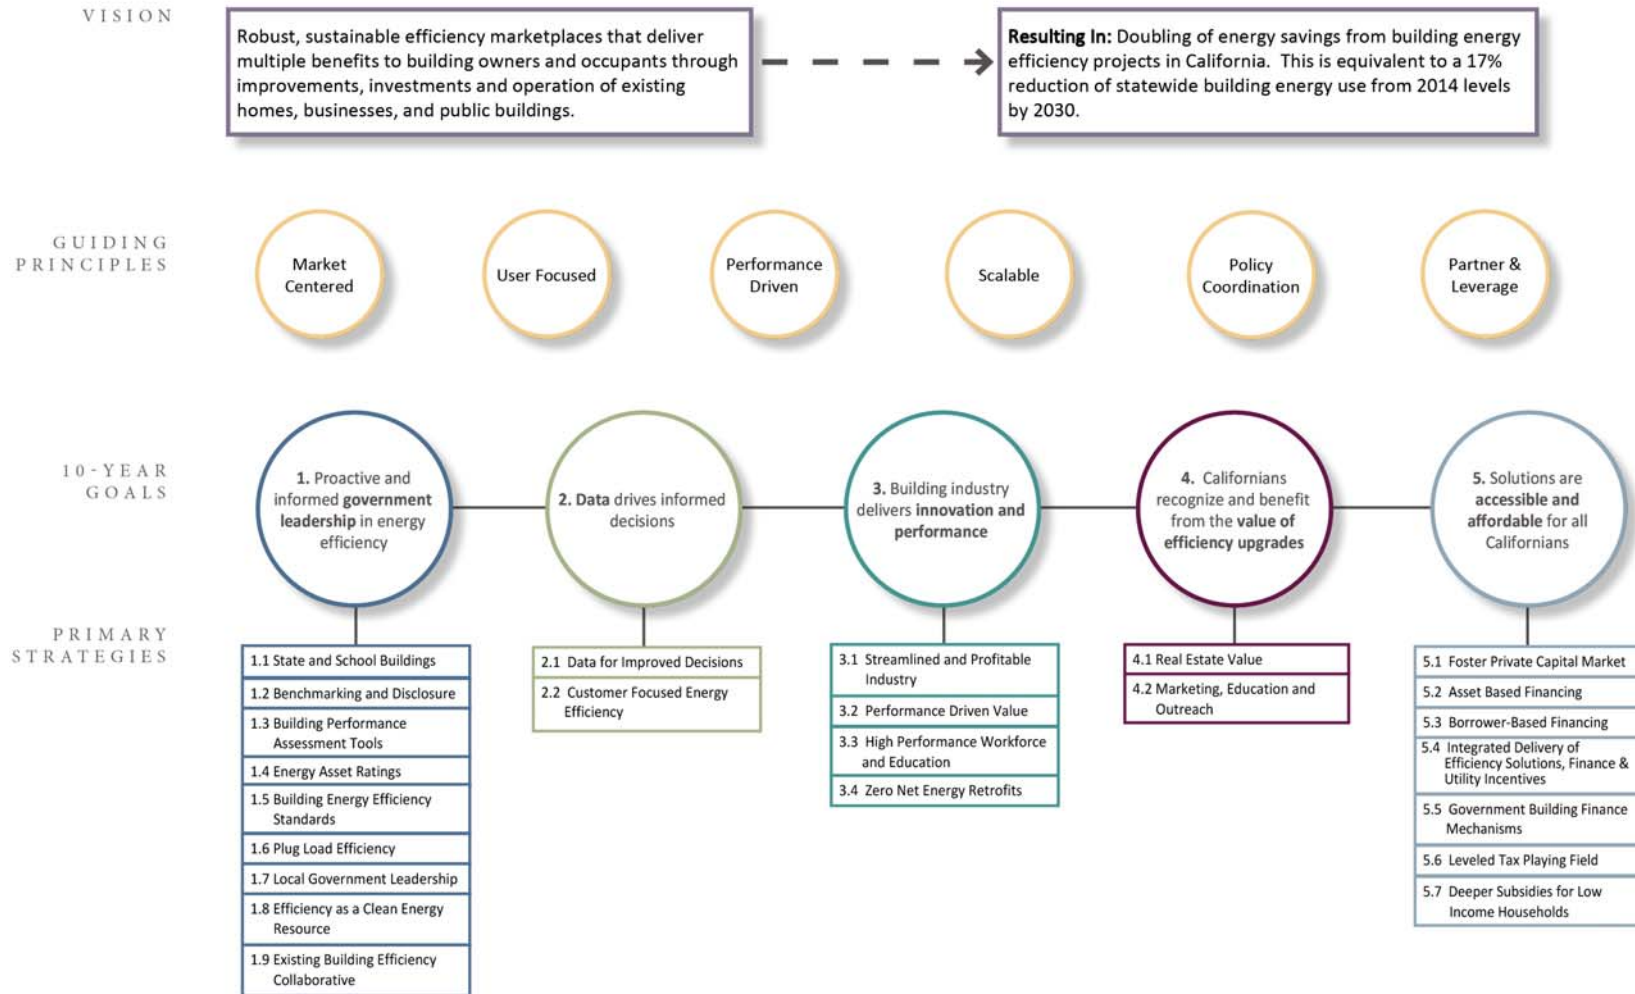 VISION
Robust, sustainable efficiency marketplaces that deliver
multiple benefits to building owners and occupants through
improvements, investments and operation of existing
homes, businesses, and public buildings.
Resulting In: Doubling of energy savings from building energy
efficiency projects in California. This is equivalent to a 17%
reduction of statewide building energy use from 2014 levels
by 2030.
GUIDING
PRINCIPLES
Market
Centered
User Focused
Performance
Driven
Scalable
Policy
Coordination
Partner &
Leverage
10-YEAR
GOALS
1. Proactive and
informed government
leadership in energy
efficiency
2. Data drives informed
decisions
3. Building industry
delivers innovation and
performance
4. Californians
recognize and benefit
from the value of
efficiency upgrades
5. Solutions are
accessible and
affordable for all
Californians
PRIMARY
STRATEGIES
1.1 State and School Buildings
1.2 Benchmarking and Disclosure
1.3 Building Performance
Assessment Tools
1.4 Energy Asset Ratings
1.5 Building Energy Efficiency
Standards
1.6 Plug Load Efficiency
1.7 Local Government Leadership
1.8 Efficiency as a Clean Energy
Resource
1.9 Existing Building Efficiency
Collaborative
2.1 Data for Improved Decisions
2.2 Customer Focused Energy
Efficiency
3.1 Streamlined and Profitable
Industry
3.2 Performance Driven Value
3.3 High Performance Workforce
and Education
3.4 Zero Net Energy Retrofits
4.1 Real Estate Value
4.2 Marketing, Education and
Outreach
5.1 Foster Private Capital Market
5.2 Asset Based Financing
5.3 Borrower-Based Financing
5.4 Integrated Delivery of
Efficiency Solutions, Finance &
Utility Incentives
5.5 Government Building Finance
Mechanisms
5.6 Leveled Tax Playing Field
5.7 Deeper Subsidies for Low
Income Households